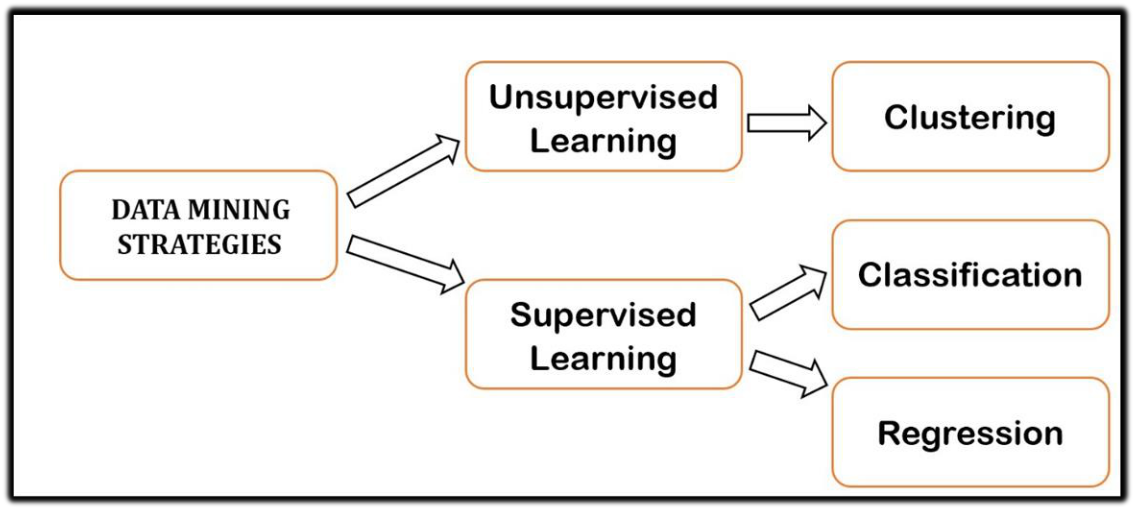 DATA MINING
STRATEGIES
Unsupervised
Learning
Clustering
Supervised
Learning
Classification
Regression